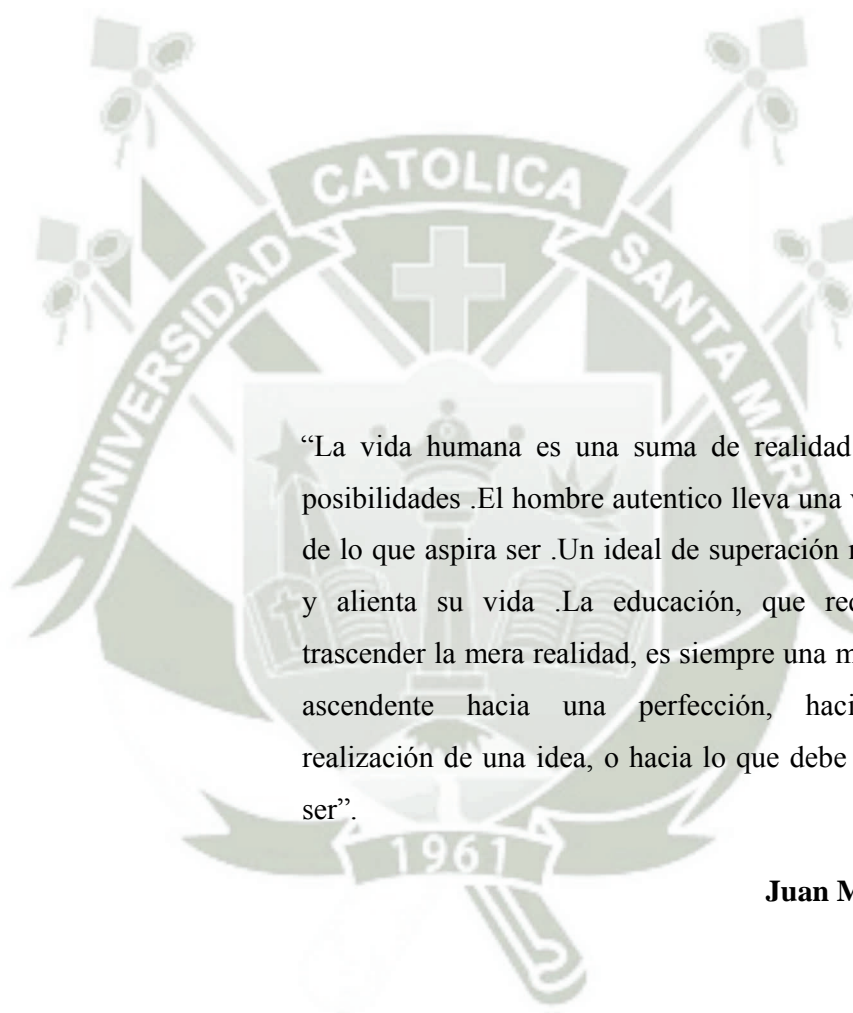 CATOLICA
UNIVERSIDAD
SANTA MARIA
“La vida humana es una suma de realidad
posibilidades .El hombre autentico lleva una
de lo que aspira ser .Un ideal de superación
y alienta su vida .La educación, que
trascender la mera realidad, es siempre una
ascendente hacia una perfección,
realización de una idea, o hacia lo que debe
ser”.
1961
Juan